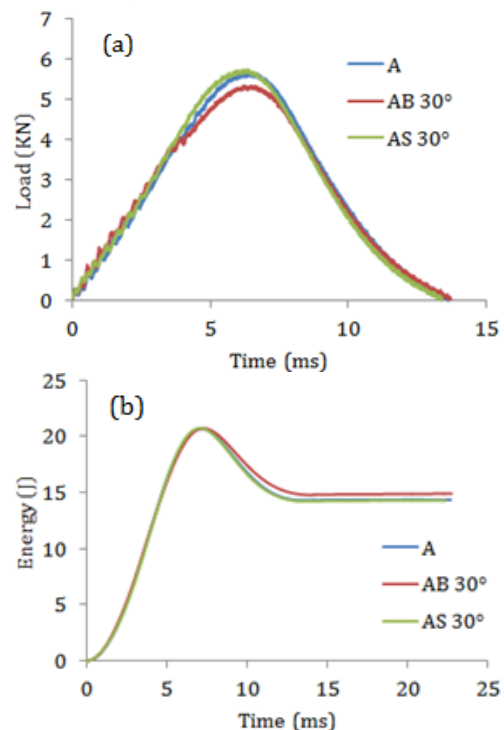 (a)
7
6
5
4
3
2
1
0
Load (KN)
A
AB 30°
AS 30°
0 5 10 15
Time (ms)
(b)
25
20
15
10
5
0
Energy (J)
A
AB 30°
AS 30°
0 5 10 15 20 25
Time (ms)